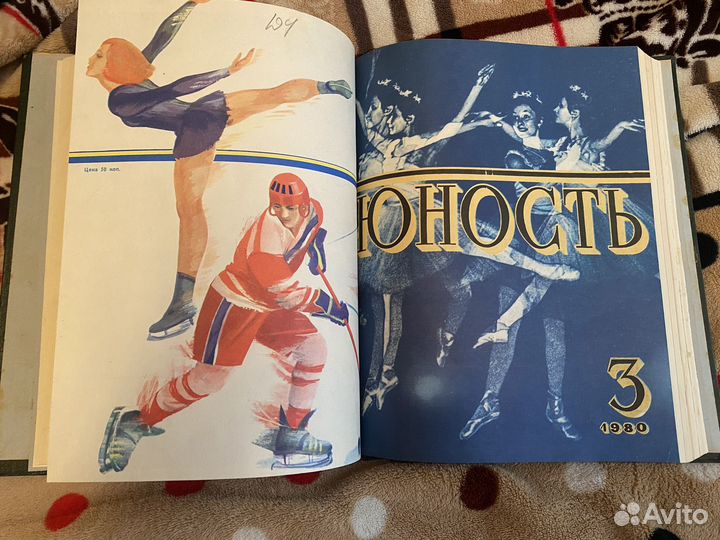 Цена 50 коп.
ЮНОСТЬ
3
1980
Avito